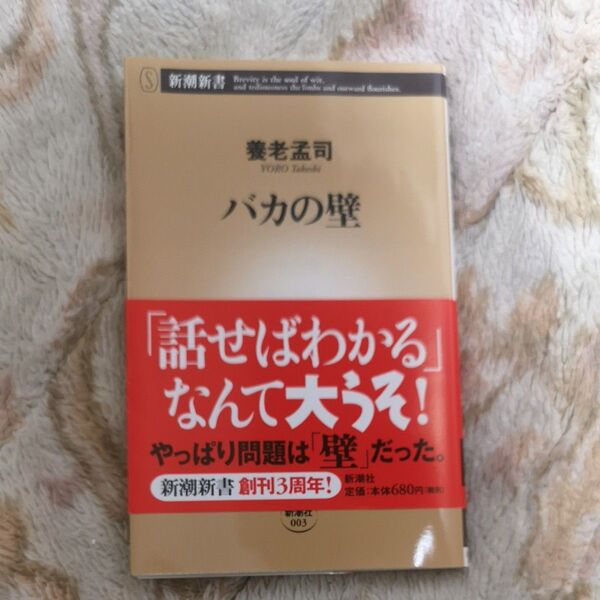 S
新潮新書
Brevity is the soul of wit,
and tediousness the limbs and outward flourishes.
養老孟司
YORO Takeshi
バカの壁
「話せばわかる」
なんて大うそ!
やっぱり問題は「壁」だった。
新潮新書 創刊3周年!
新潮社
定価:本体680円(税別)
新潮社
003